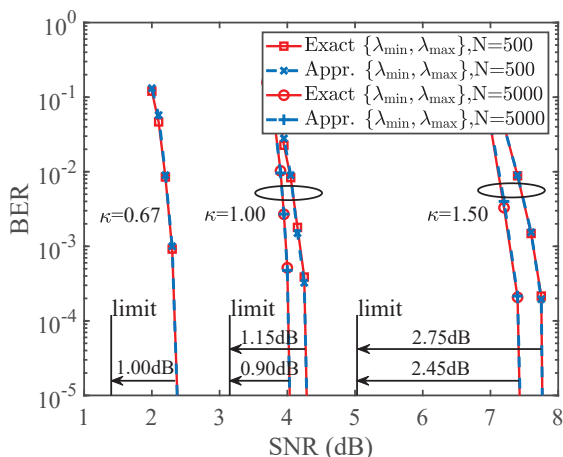 Exact {λmin, λmax},N=500
Appr. {λmin, λmax},N=500
Exact {λmin, λmax},N=5000
Appr. {λmin, λmax},N=5000
10^0
10^-1
10^-2
10^-3
10^-4
10^-5
BER
κ=0.67
κ=1.00
κ=1.50
limit
limit
limit
1.15dB
2.75dB
1.00dB
0.90dB
2.45dB
1
2
3
4
5
6
7
8
SNR (dB)